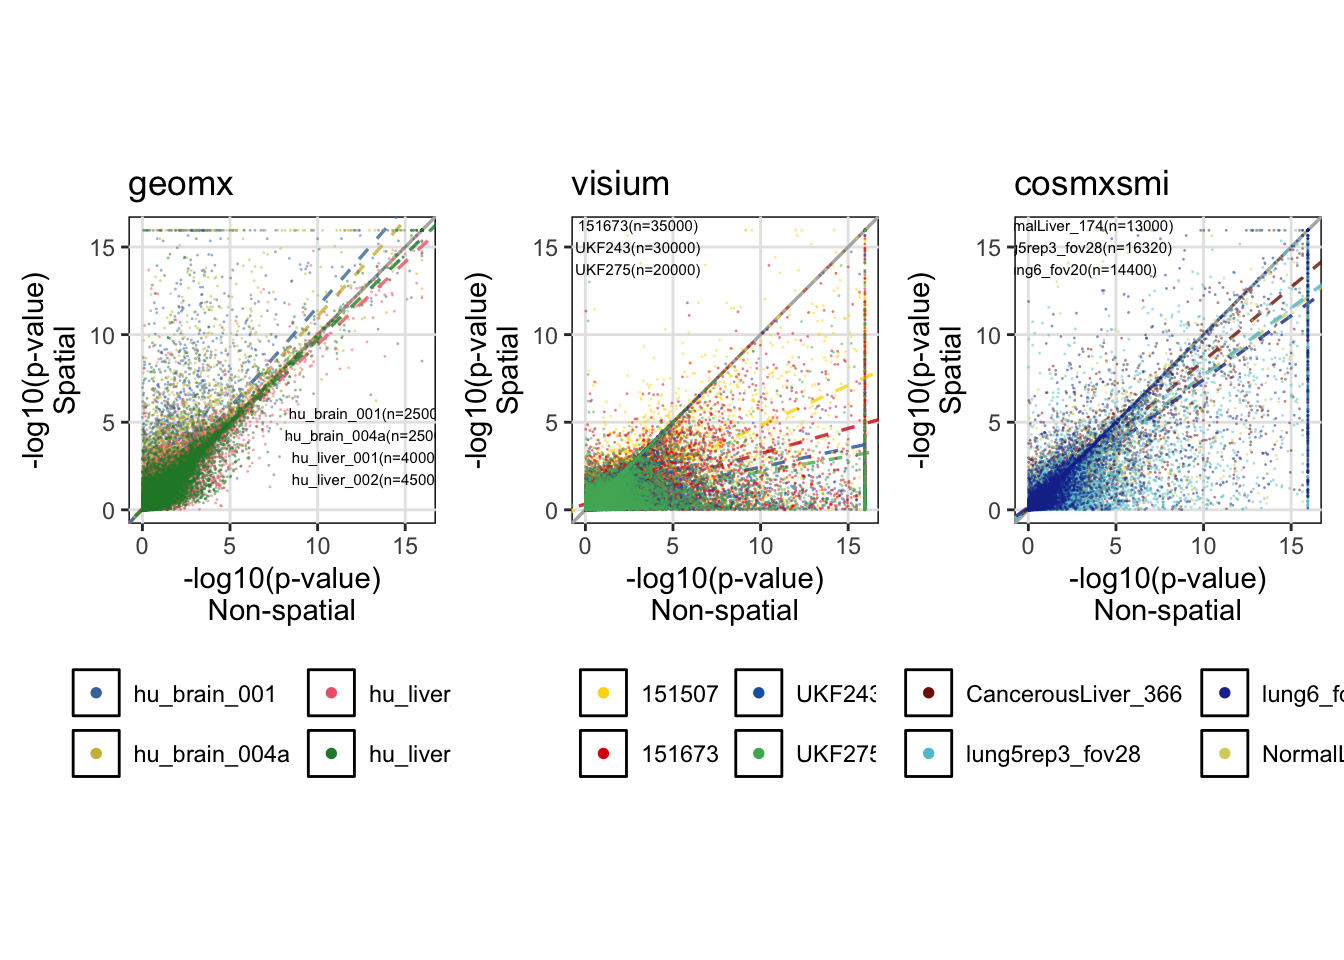 geomx
-log10(p-value)
Spatial
15
10
5
0
hu_brain_001(n=2500
hu_brain_004a(n=250
hu_liver_001(n=4000
hu_liver_002(n=4500
0 5 10 15
-log10(p-value)
Non-spatial
hu_brain_001
hu_liver_
hu_brain_004a
hu_liver_
visium
-log10(p-value)
Spatial
15
10
5
0
151673(n=35000)
UKF243(n=30000)
UKF275(n=20000)
0 5 10 15
-log10(p-value)
Non-spatial
151507
UKF243
151673
UKF275
cosmxsmi
-log10(p-value)
Spatial
15
10
5
0
malLiver_174(n=13000)
g5rep3_fov28(n=16320)
ng6_fov20(n=14400)
0 5 10 15
-log10(p-value)
Non-spatial
CancerousLiver_366
lung6_fo
lung5rep3_fov28
NormalL